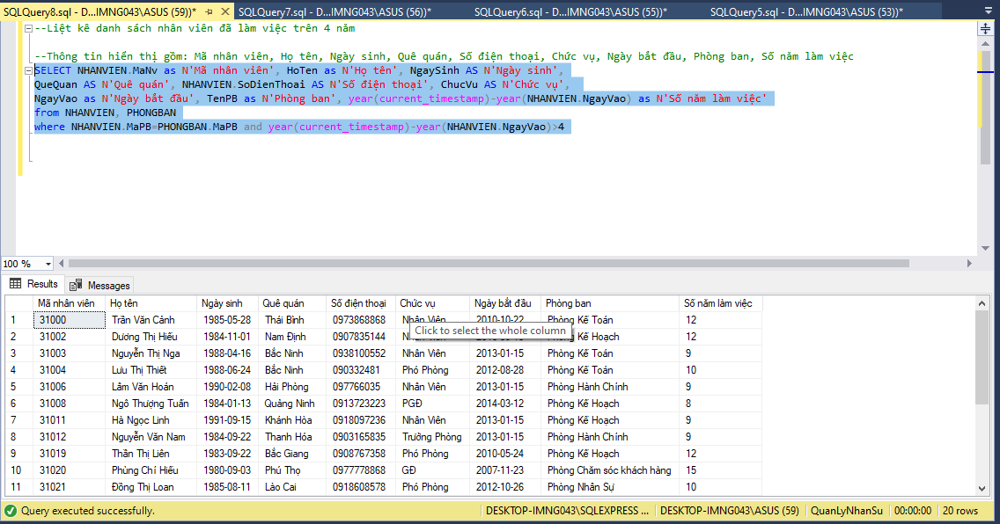 SQLQuery8.sql - D...IMNG043\ASUS (59))* SQLQuery7.sql - D...IMNG043\ASUS (56))* SQLQuery6.sql - D...IMNG043\ASUS (55))* SQLQuery5.sql - D...IMNG043\ASUS (53))*
--Liệt kê danh sách nhân viên đã làm việc trên 4 năm
--Thông tin hiển thị gồm: Mã nhân viên, Họ tên, Ngày sinh, Quê quán, Số điện thoại, Chức vụ, Ngày bắt đầu, Phòng ban, Số năm làm việc
SELECT NHANVIEN.MaNv as N'Mã nhân viên', HoTen as N'Họ tên', NgaySinh AS N'Ngày sinh',
QueQuan AS N'Quê quán', NHANVIEN.SoDienThoai AS N'Số điện thoại', ChucVu AS N'Chức vụ',
NgayVao as N'Ngày bắt đầu', TenPB as N'Phòng ban', year(current_timestamp)-year(NHANVIEN.NgayVao) as N'Số năm làm việc'
from NHANVIEN, PHONGBAN
where NHANVIEN.MaPB=PHONGBAN.MaPB and year(current_timestamp)-year(NHANVIEN.NgayVao)>4
100 %
Results Messages
Mã nhân viên Họ tên Ngày sinh Quê quán Số điện thoại Chức vụ Ngày bắt đầu Phòng ban Số năm làm việc
1 31000 Trần Văn Cảnh 1985-05-28 Thái Bình 0973868868 Nhân Viên 2010-10-22 Phòng Kế Toán 12
Click to select the whole column
2 31002 Dương Thị Hiếu 1984-11-01 Nam Định 0907835144 Kế Hoạch 12
3 31003 Nguyễn Thị Nga 1988-04-16 Bắc Ninh 0938100552 Nhân Viên 2013-01-15 Phòng Kế Toán 9
4 31004 Lưu Thị Thiết 1988-06-24 Bắc Ninh 090332481 Phó Phòng 2012-08-28 Phòng Kế Toán 10
5 31006 Lâm Văn Hoán 1990-02-08 Hải Phòng 097766035 Nhân Viên 2013-01-15 Phòng Hành Chính 9
6 31008 Ngô Thượng Tuấn 1984-01-13 Quảng Ninh 0913723223 PGĐ 2014-03-12 Phòng Kế Hoạch 8
7 31011 Hà Ngọc Linh 1991-09-15 Khánh Hòa 0918097236 Nhân Viên 2013-01-15 Phòng Kế Hoạch 9
8 31012 Nguyễn Văn Nam 1984-09-22 Thanh Hóa 0903165835 Trưởng Phòng 2013-01-15 Phòng Hành Chính 9
9 31019 Thân Thị Liên 1983-09-22 Bắc Giang 0908767358 Phó Phòng 2010-05-24 Phòng Kế Hoạch 12
10 31020 Phùng Chí Hiếu 1980-09-03 Phú Thọ 0977778868 GĐ 2007-11-23 Phòng Chăm sóc khách hàng 15
11 31021 Đồng Thị Loan 1985-08-11 Lào Cai 0918608578 Phó Phòng 2012-10-26 Phòng Nhân Sự 10
Query executed successfully. DESKTOP-IMNG043\SQLEXPRESS ... DESKTOP-IMNG043\ASUS (59) QuanLyNhanSu 00:00:00 20 rows